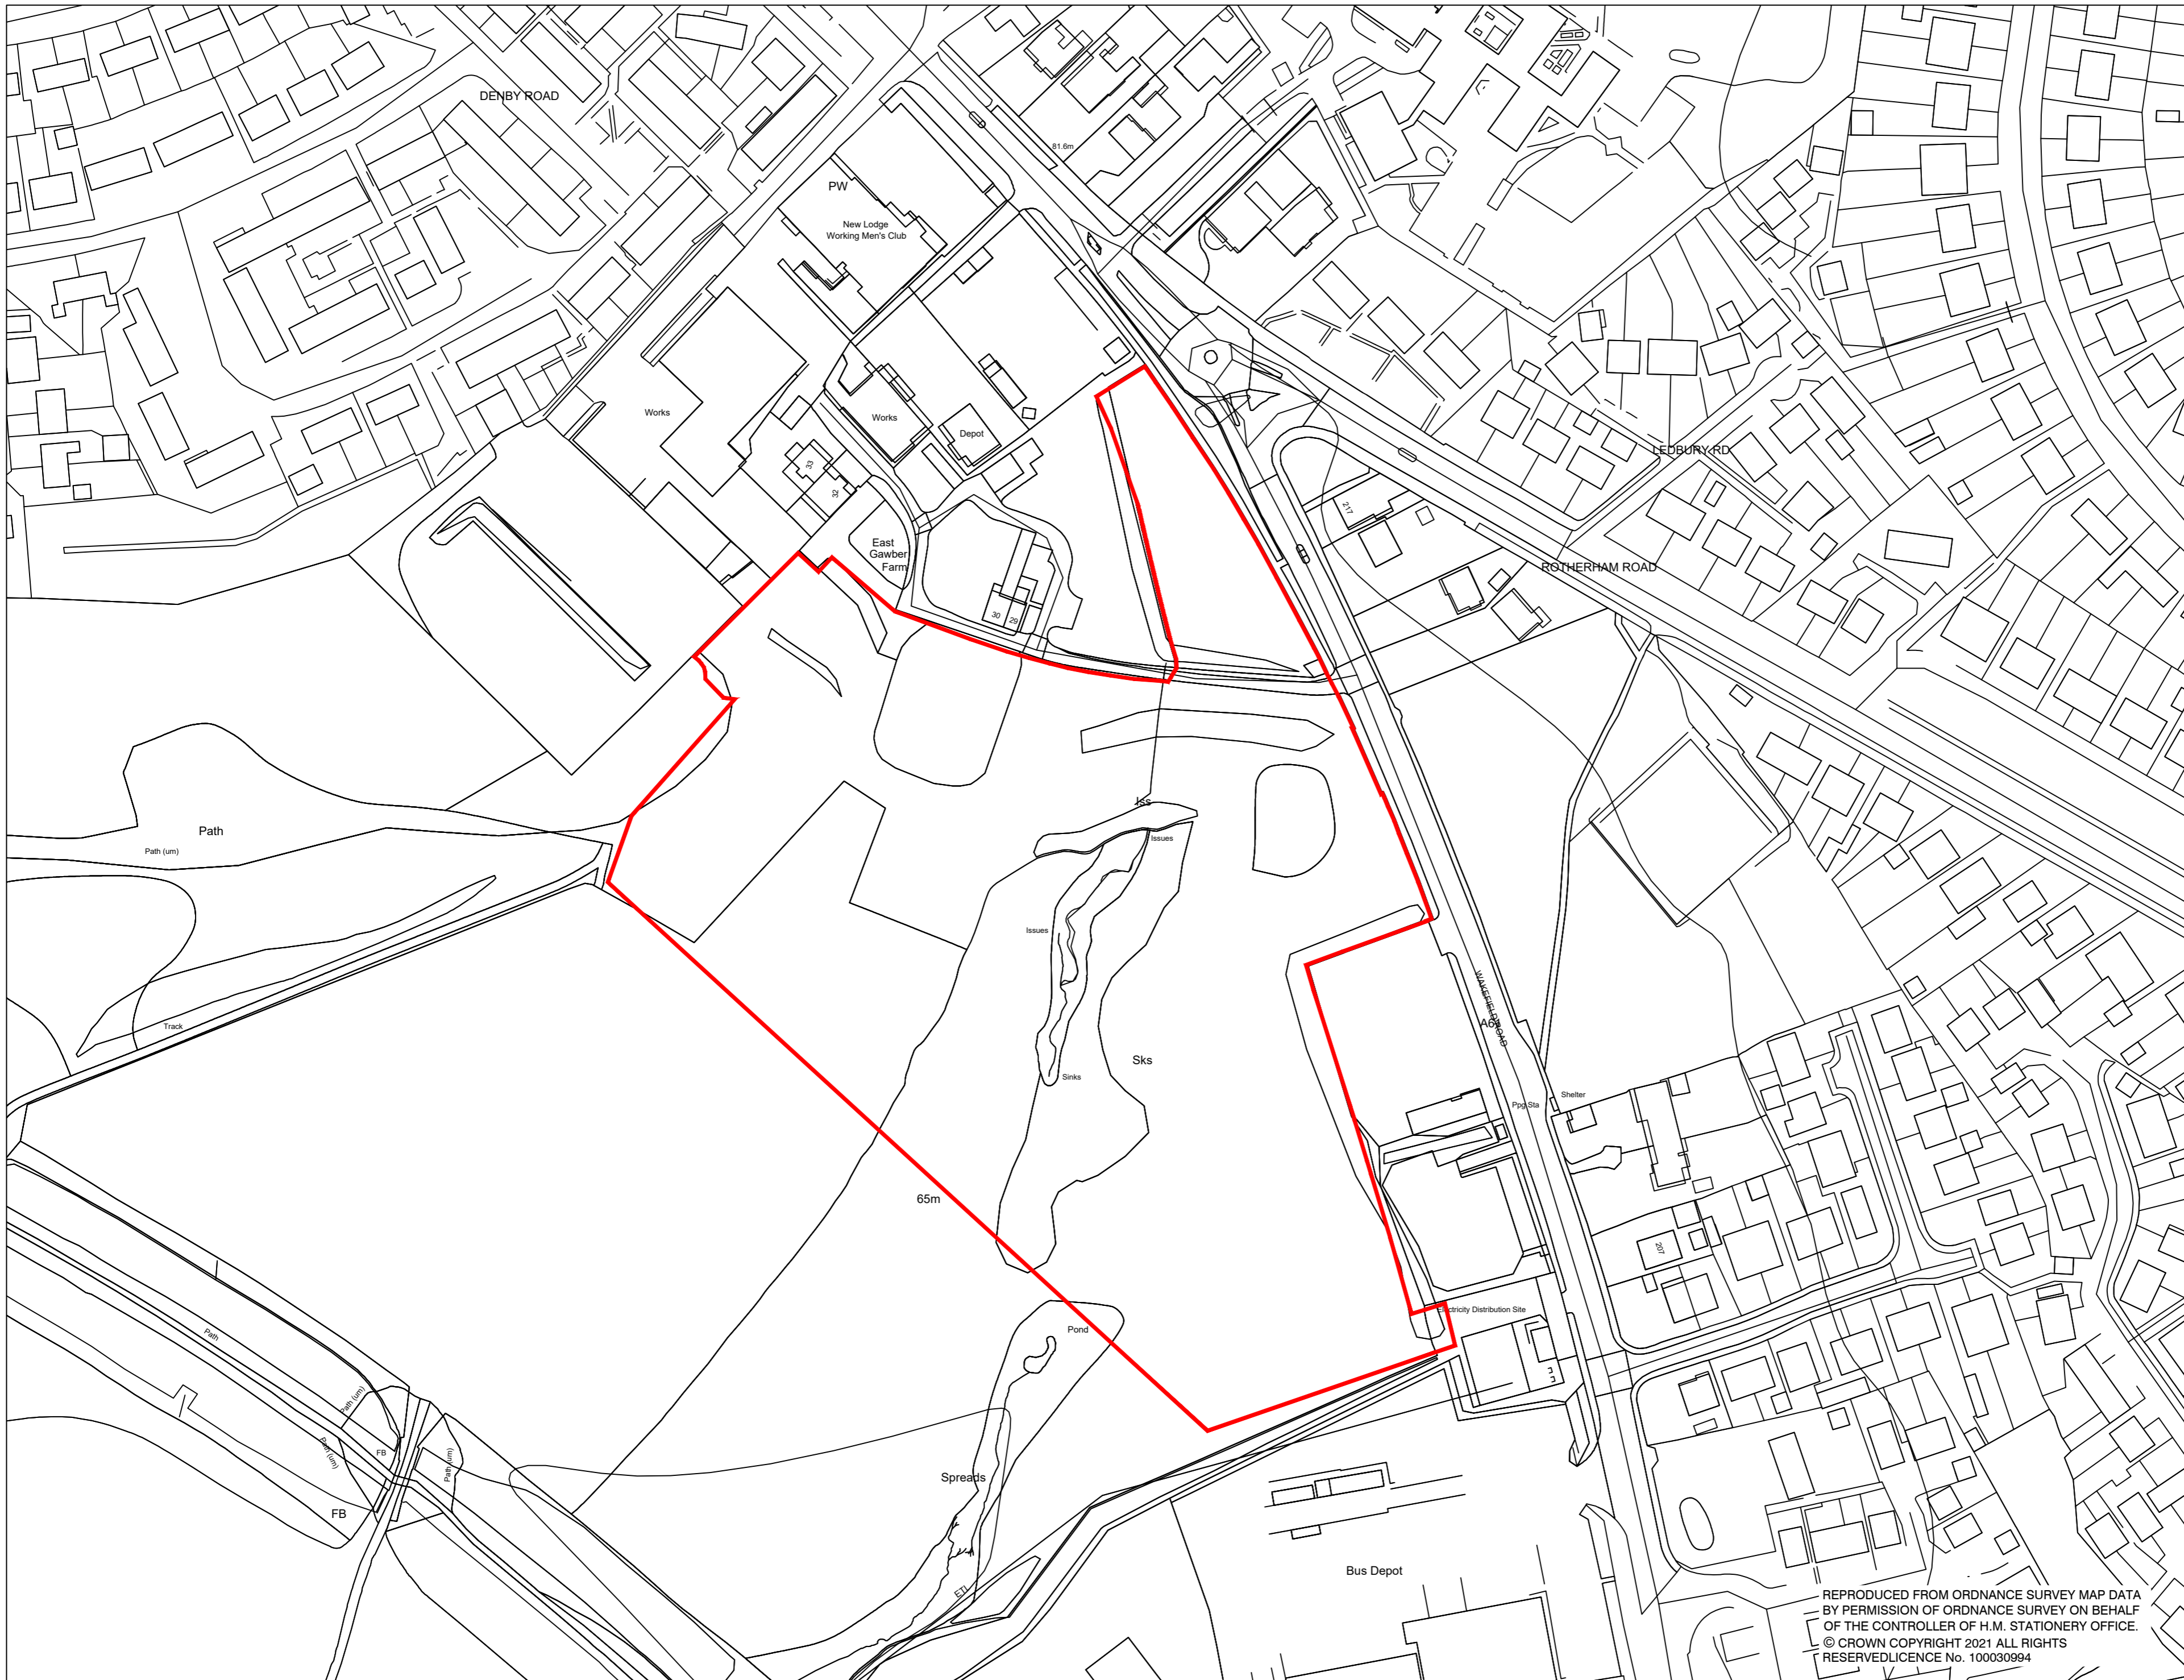 DENBY ROAD
81.6m
PW
New Lodge
Working Men's Club
Works
Works
Depot
33
32
217
LEDBURY RD
East
Gawber
Farm
ROTHERHAM ROAD
30
29
Iss
Path
Issues
Path (um)
Issues
WAKEFIELD ROAD
Track
Sks
Sinks
Shelter
Ppg Sta
65m
207
Electricity Distribution Site
Pond
Path
Path (um)
Path (um)
FB
Path (um)
Spreads
FB
ETL
Bus Depot
REPRODUCED FROM ORDNANCE SURVEY MAP DATA
BY PERMISSION OF ORDNANCE SURVEY ON BEHALF
OF THE CONTROLLER OF H.M. STATIONERY OFFICE.
© CROWN COPYRIGHT 2021 ALL RIGHTS
RESERVEDLICENCE No. 100030994